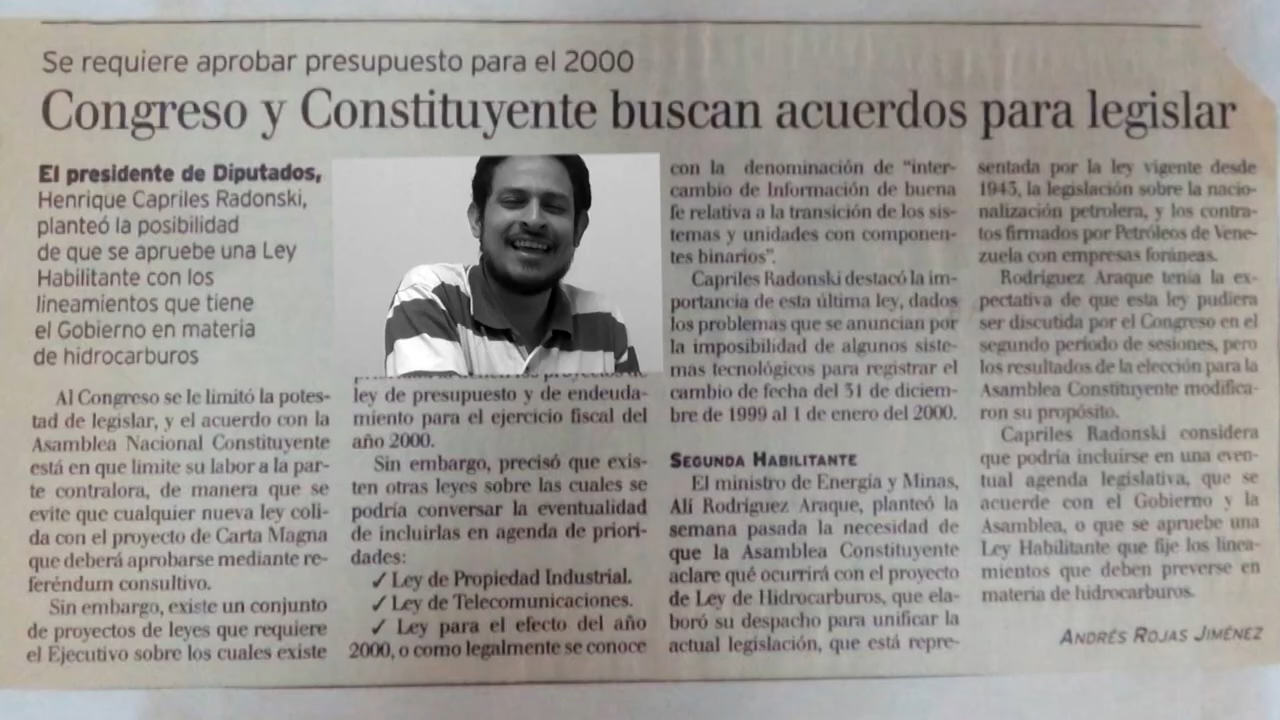 Se requiere aprobar presupuesto para el 2000
Congreso y Constituyente buscan acuerdos para legislar
El presidente de Diputados,
Henrique Capriles Radonski,
planteó la posibilidad
de que se apruebe una Ley
Habilitante con los
lineamientos que tiene
el Gobierno en materia
de hidrocarburos
Al Congreso se le limitó la potes-
tad de legislar, y el acuerdo con la
Asamblea Nacional Constituyente
está en que limite su labor a la par-
te contralora, de manera que se
evite que cualquier nueva ley coli-
da con el proyecto de Carta Magna
que deberá aprobarse mediante re-
feréndum consultivo.
Sin embargo, existe un conjunto
de proyectos de leyes que requiere
el Ejecutivo sobre los cuales existe
ley de presupuesto y de endeuda-
miento para el ejercicio fiscal del
año 2000.
Sin embargo, precisó que exis-
ten otras leyes sobre las cuales se
podría conversar la eventualidad
de incluirlas en agenda de priori-
dades:
✓ Ley de Propiedad Industrial.
✓ Ley de Telecomunicaciones.
✓ Ley para el efecto del año
2000, o como legalmente se conoce
con la denominación de “inter-
cambio de Información de buena
fe relativa a la transición de los sis-
temas y unidades con componen-
tes binarios”.
Capriles Radonski destacó la im-
portancia de esta última ley, dados
los problemas que se anuncian por
la imposibilidad de algunos siste-
mas tecnológicos para registrar el
cambio de fecha del 31 de diciem-
bre de 1999 al 1 de enero del 2000.
SEGUNDA HABILITANTE
El ministro de Energía y Minas,
Alí Rodríguez Araque, planteó la
semana pasada la necesidad de
que la Asamblea Constituyente
aclare qué ocurrirá con el proyecto
de Ley de Hidrocarburos, que ela-
boró su despacho para unificar la
actual legislación, que está repre-
sentada por la ley vigente desde
1943, la legislación sobre la nacio-
nalización petrolera, y los contra-
tos firmados por Petróleos de Vene-
zuela con empresas foráneas.
Rodríguez Araque tenía la ex-
pectativa de que esta ley pudiera
ser discutida por el Congreso en el
segundo período de sesiones, pero
los resultados de la elección para la
Asamblea Constituyente modifica-
ron su propósito.
Capriles Radonski considera
que podría incluirse en una even-
tual agenda legislativa, que se
acuerde con el Gobierno y la
Asamblea, o que se apruebe una
Ley Habilitante que fije los linea-
mientos que deben preverse en
materia de hidrocarburos.
ANDRÉS ROJAS JIMÉNEZ